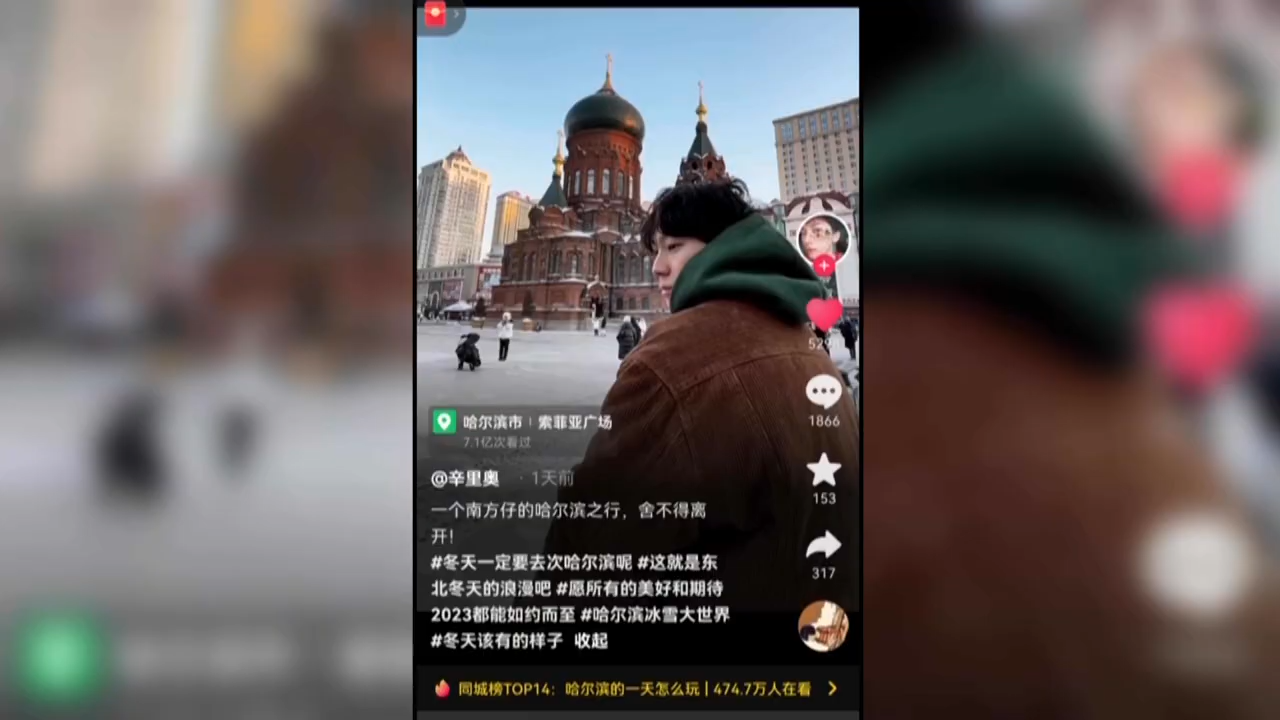 哈尔滨市 | 索菲亚广场
7.1亿次看过
@辛里奥 · 1天前
一个南方仔的哈尔滨之行，舍不得离
开！
#冬天一定要去次哈尔滨呢 #这就是东
北冬天的浪漫吧 #愿所有的美好和期待
2023都能如约而至 #哈尔滨冰雪大世界
#冬天该有的样子 收起
1866
153
317
同城榜TOP14：哈尔滨的一天怎么玩 | 474.7万人在看